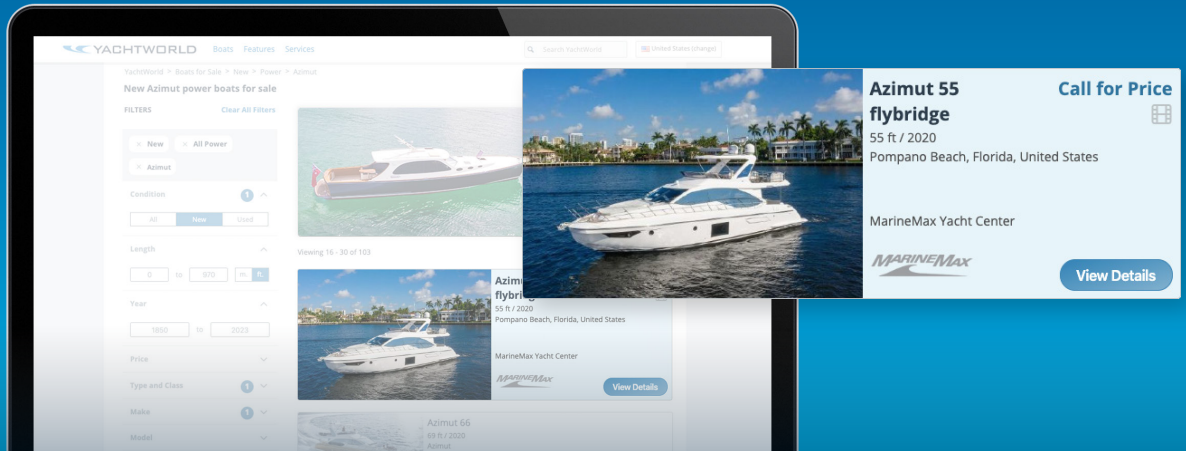 YACHTWORLD Boats Features Services
Search YachtWorld
United States (change)
YachtWorld > Boats for Sale > New > Power > Azimut
New Azimut power boats for sale
FILTERS Clear All Filters
× New × All Power
× Azimut
Condition 1
All New Used
Length
0 to 970 m. ft.
Year
1850 to 2023
Price
Type and Class 1
Make 1
Model
Viewing 16 - 30 of 103
55 ft / 2020
Pompano Beach, Florida, United States
MarineMax Yacht Center
MARINEMAX
View Details
Azimut 66
69 ft / 2020
Azimut
Azimut 55
flybridge
Call for Price
55 ft / 2020
Pompano Beach, Florida, United States
MarineMax Yacht Center
MARINEMAX
View Details